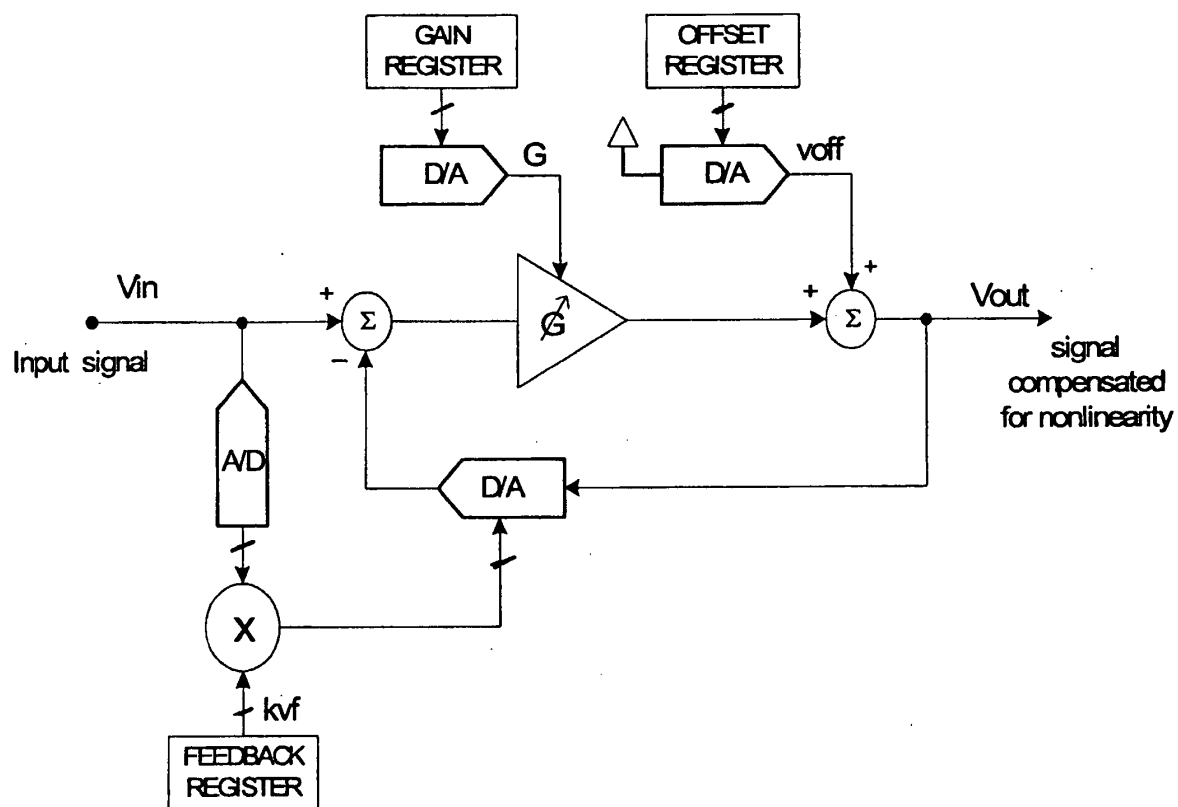 GAIN
REGISTER
OFFSET
REGISTER
D/A
G
D/A
voff
Vin
+
Σ
−
G
+
+
Σ
Vout
Input signal
signal
compensated
for nonlinearity
A/D
D/A
X
kvf
FEEDBACK
REGISTER